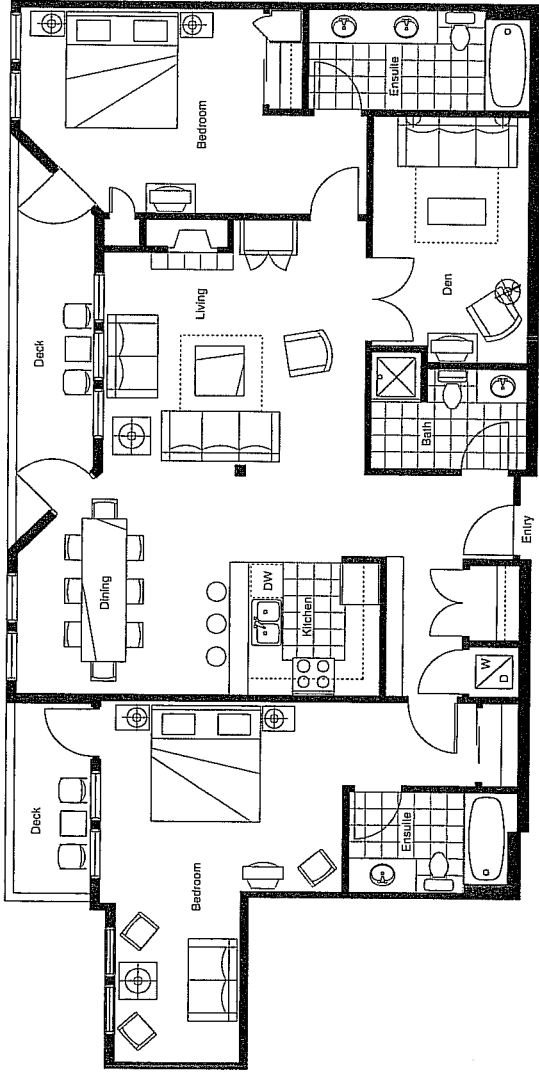 Deck
Deck
Dining
Living
Bedroom
Bedroom
DW
Kitchen
Ensuite
Ensuite
Bath
Den
W
D
Entry